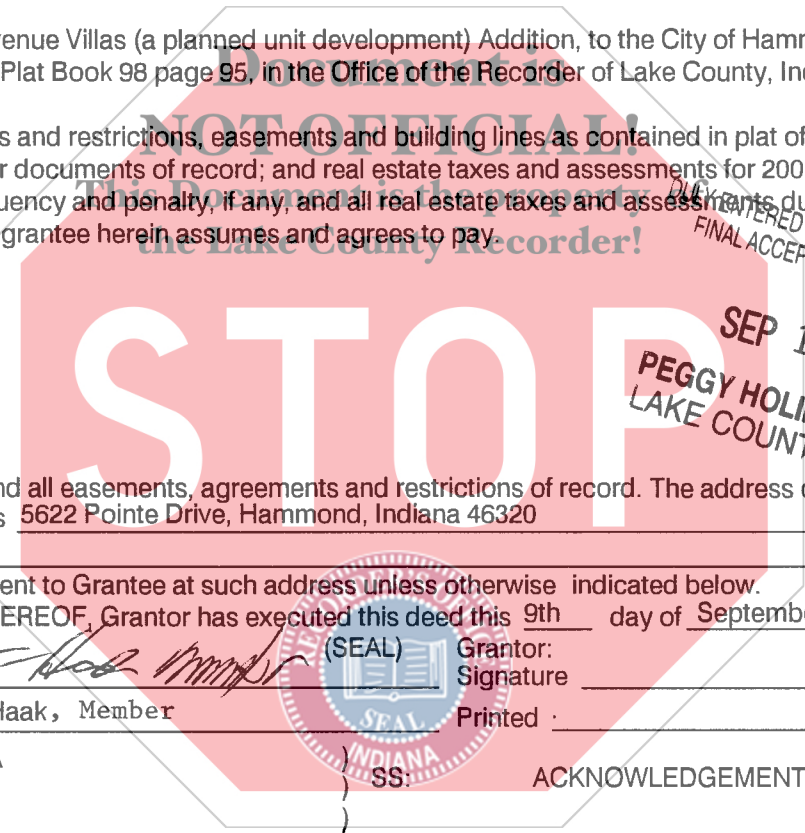 enue Villas (a planned unit development) Addition, to the City of Hamm
Plat Book 98 page 95, in the Office of the Recorder of Lake County, In
Document is
s and restrictions, easements and building lines as contained in plat of
NOT OFFICIAL!
r documents of record; and real estate taxes and assessments for 200
This Document is the property
uency and penalty, if any, and all real estate taxes and assessments du
the Lake County Recorder!
grantee herein assumes and agrees to pay.
DULY ENTERED
FINAL ACCEP
SEP 1
PEGGY HOLI
LAKE COUNT
STOP
nd all easements, agreements and restrictions of record. The address
s 5622 Pointe Drive, Hammond, Indiana 46320
ent to Grantee at such address unless otherwise indicated below.
EREOF, Grantor has executed this deed this 9th day of Septemb
(SEAL) Grantor:
Signature
Haak, Member Printed
RECORDER'S OFFICE
SEAL
INDIANA
SS: ACKNOWLEDGEMENT